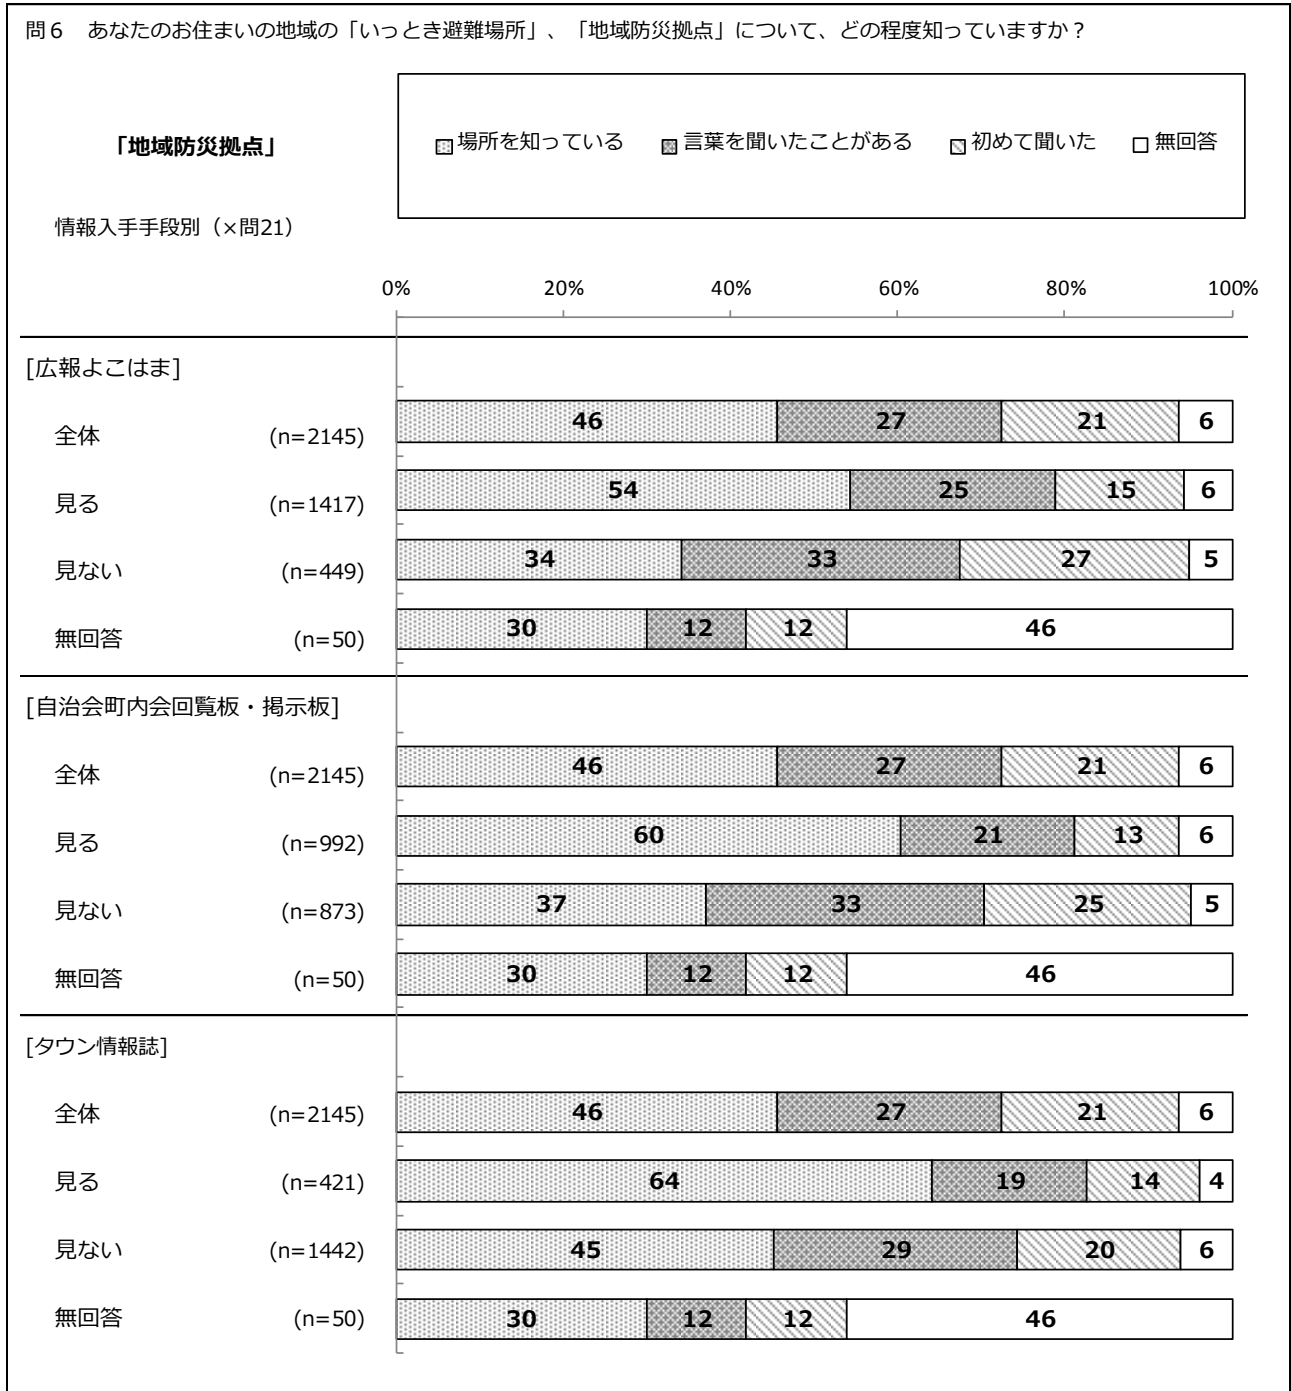 問６　あなたのお住まいの地域の「いっとき避難場所」、「地域防災拠点」について、どの程度知っていますか？
「地域防災拠点」
場所を知っている　言葉を聞いたことがある　初めて聞いた　無回答
情報入手手段別（×問21）
0% 20% 40% 60% 80% 100%
[広報よこはま]
全体 (n=2145) 46 27 21 6
見る (n=1417) 54 25 15 6
見ない (n=449) 34 33 27 5
無回答 (n=50) 30 12 12 46
[自治会町内会回覧板・掲示板]
全体 (n=2145) 46 27 21 6
見る (n=992) 60 21 13 6
見ない (n=873) 37 33 25 5
無回答 (n=50) 30 12 12 46
[タウン情報誌]
全体 (n=2145) 46 27 21 6
見る (n=421) 64 19 14 4
見ない (n=1442) 45 29 20 6
無回答 (n=50) 30 12 12 46